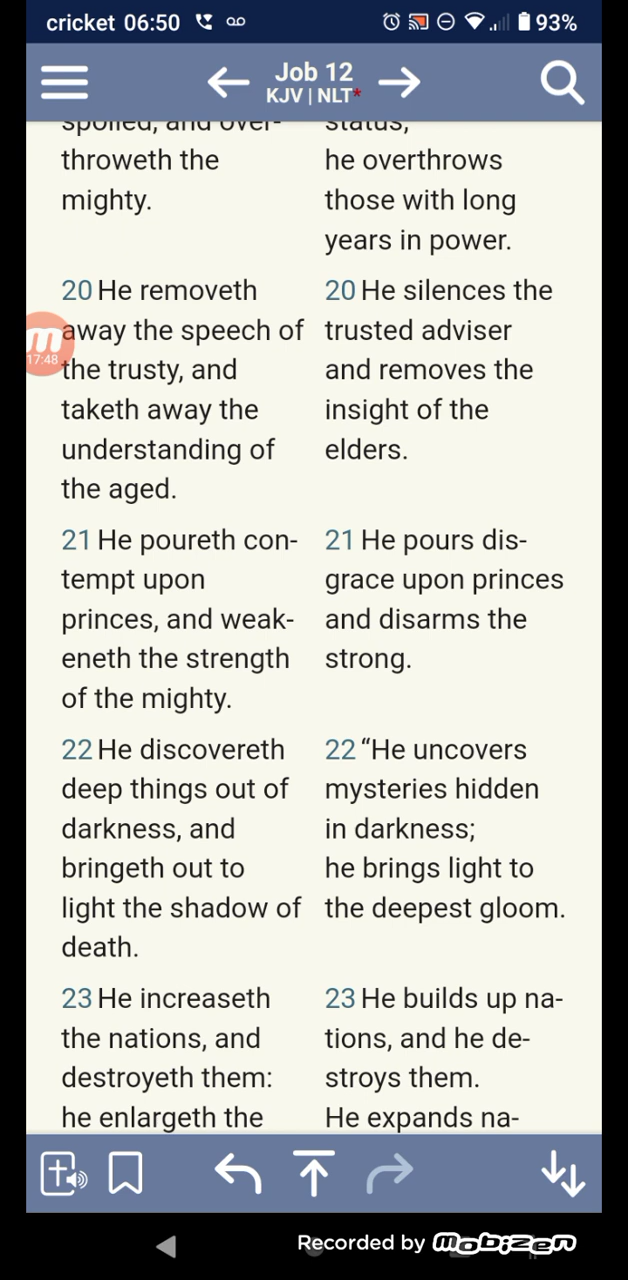 cricket 06:50
93%
Job 12
KJV | NLT*
spoiled, and over-
throweth the
mighty.
status;
he overthrows
those with long
years in power.
20 He removeth
away the speech of
the trusty, and
taketh away the
understanding of
the aged.
20 He silences the
trusted adviser
and removes the
insight of the
elders.
21 He poureth con-
tempt upon
princes, and weak-
eneth the strength
of the mighty.
21 He pours dis-
grace upon princes
and disarms the
strong.
22 He discovereth
deep things out of
darkness, and
bringeth out to
light the shadow of
death.
22 “He uncovers
mysteries hidden
in darkness;
he brings light to
the deepest gloom.
23 He increaseth
the nations, and
destroyeth them:
he enlargeth the
23 He builds up na-
tions, and he de-
stroys them.
He expands na-
m
17:48
Recorded by Mobizen